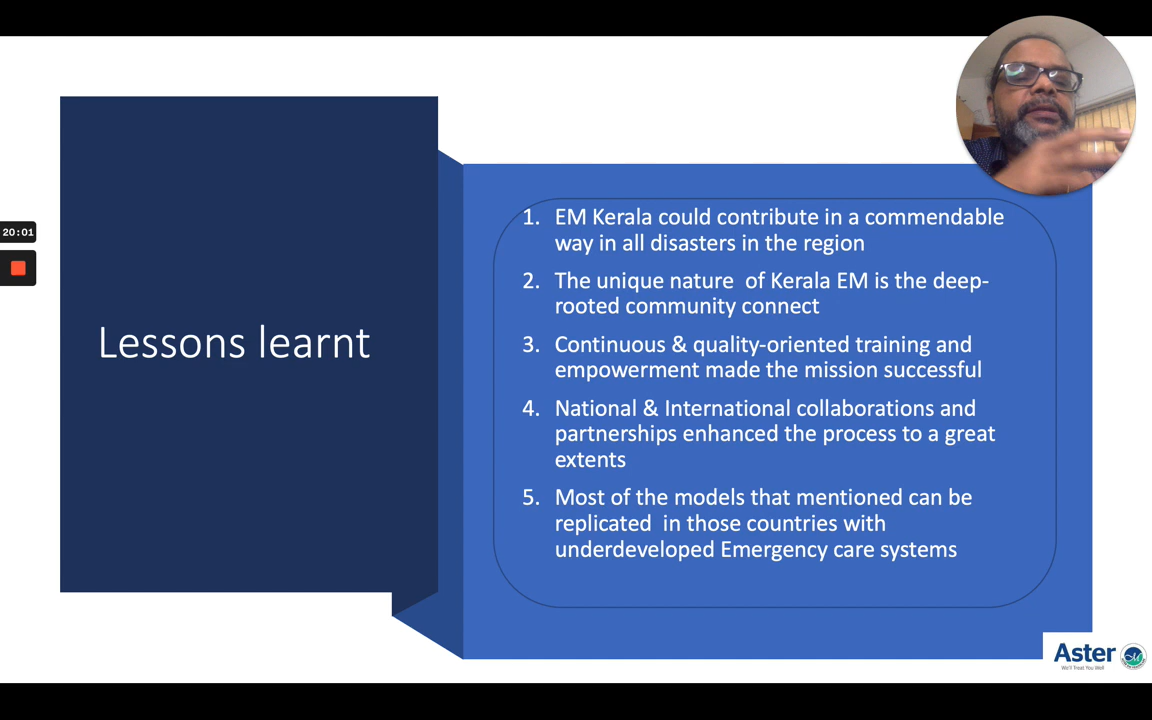 20:01
Lessons learnt
1. EM Kerala could contribute in a commendable
way in all disasters in the region
2. The unique nature of Kerala EM is the deep-
rooted community connect
3. Continuous & quality-oriented training and
empowerment made the mission successful
4. National & International collaborations and
partnerships enhanced the process to a great
extents
5. Most of the models that mentioned can be
replicated in those countries with
underdeveloped Emergency care systems
Aster
We'll Treat You Well